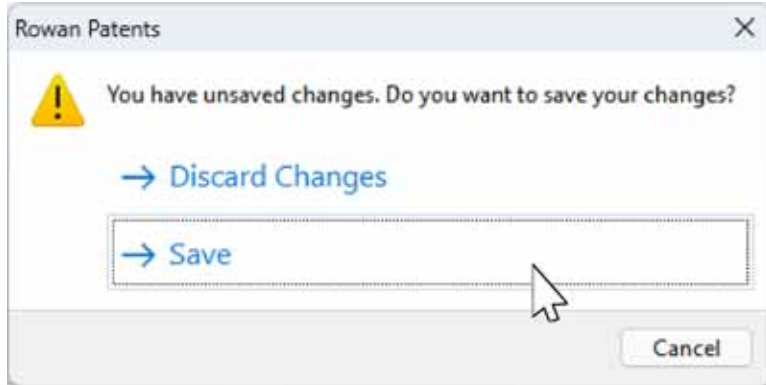 Rowan Patents
You have unsaved changes. Do you want to save your changes?
→ Discard Changes
→ Save
Cancel